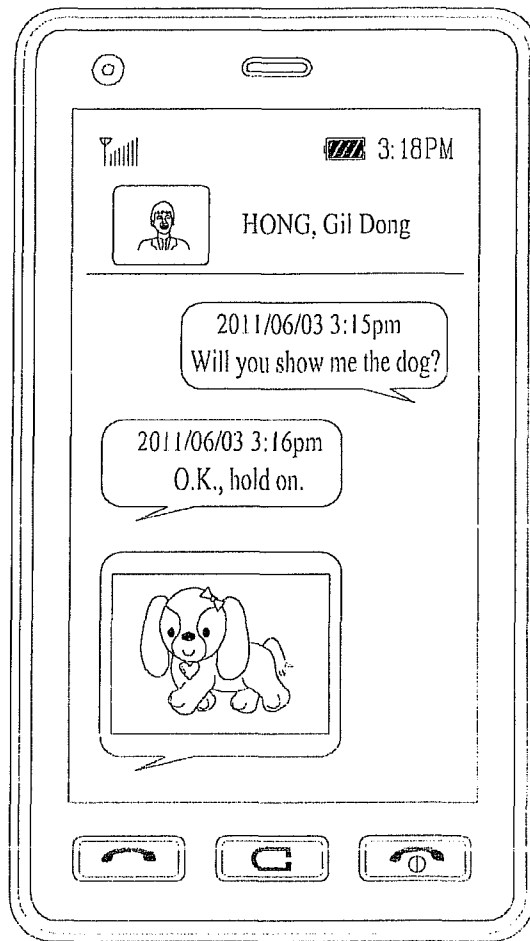 3:18PM
HONG, Gil Dong
2011/06/03 3:15pm
Will you show me the dog?
2011/06/03 3:16pm
O.K., hold on.